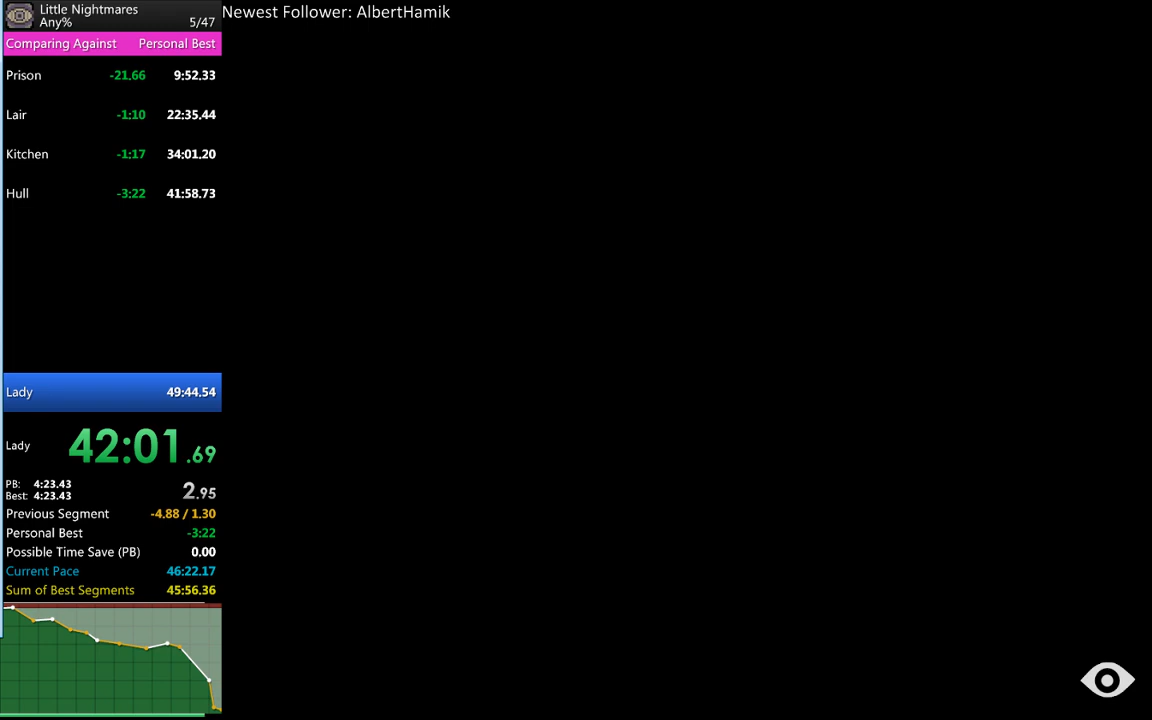 Little Nightmares
Any% 5/47
Newest Follower: AlbertHamik
Comparing Against Personal Best
Prison -21.66 9:52.33
Lair -1:10 22:35.44
Kitchen -1:17 34:01.20
Hull -3:22 41:58.73
Lady 49:44.54
Lady 42:01.69
PB: 4:23.43
Best: 4:23.43 2.95
Previous Segment -4.88 / 1.30
Personal Best -3:22
Possible Time Save (PB) 0.00
Current Pace 46:22.17
Sum of Best Segments 45:56.36